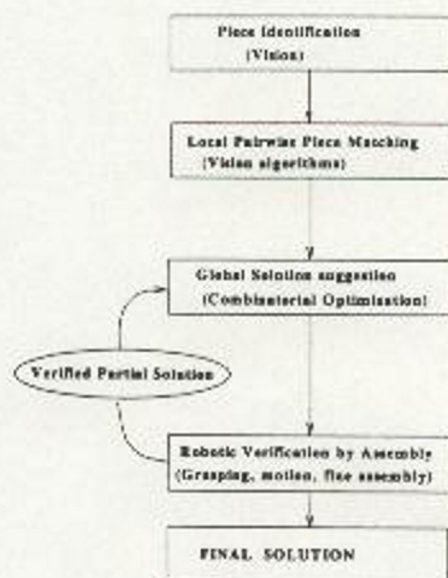 Piece Identification
(Vision)
Local Pairwise Piece Matching
(Vision algorithms)
Global Solution suggestion
(Combinatorial Optimisation)
Verified Partial Solution
Robotic Verification by Assembly
(Grasping, motion, fine assembly)
FINAL SOLUTION